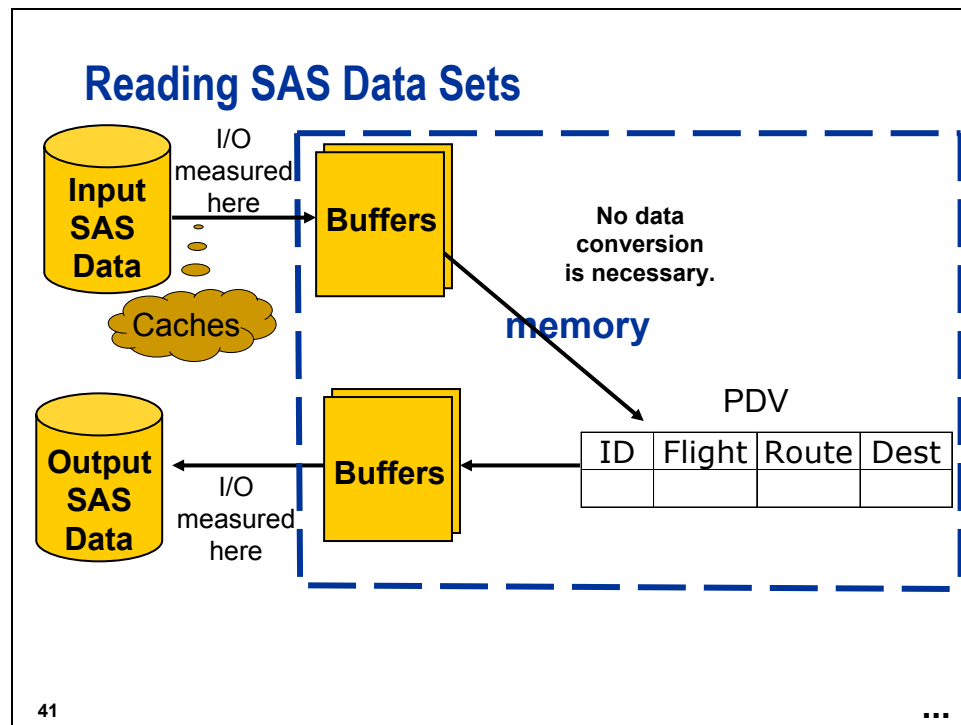 Reading SAS Data Sets
I/O
measured
here
Input
SAS
Data
Buffers
No data
conversion
is necessary.
Caches
memory
PDV
ID Flight Route Dest
Output
SAS
Data
Buffers
I/O
measured
here
41
...